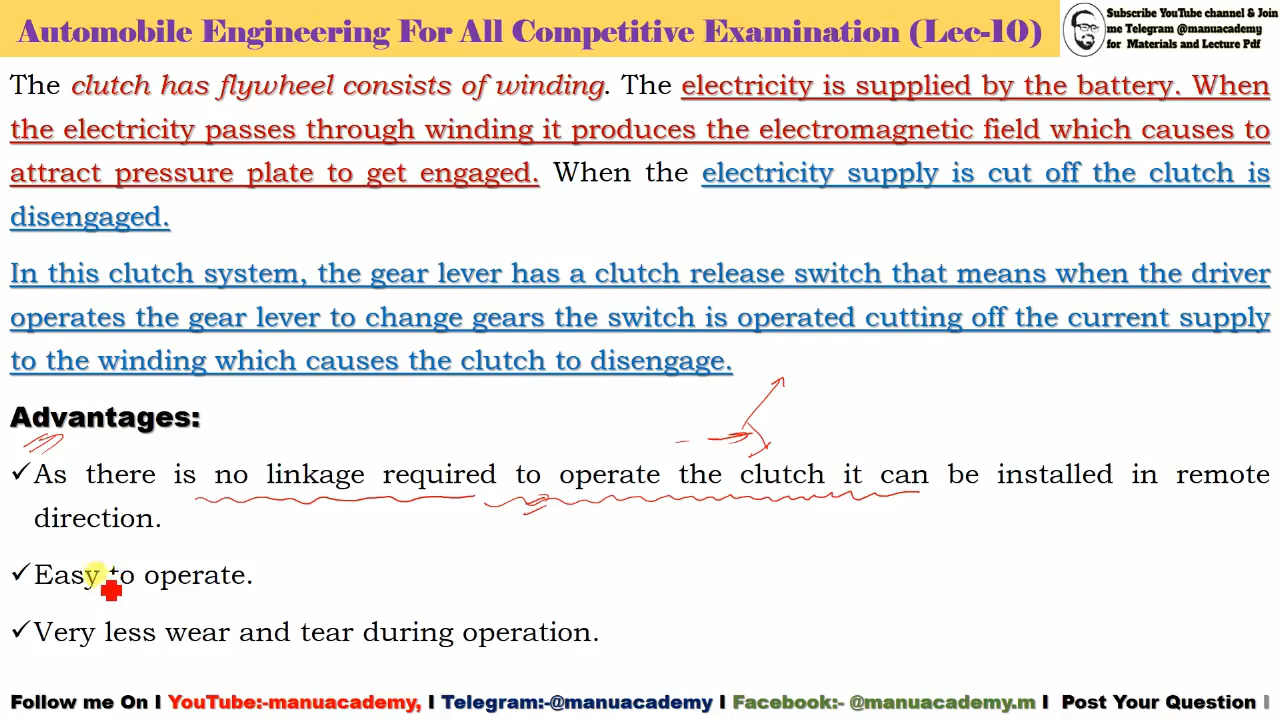 Automobile Engineering For All Competitive Examination (Lec-10)
Subscribe YouTube channel & Join
me Telegram @manuacademy
for Materials and Lecture Pdf
The clutch has flywheel consists of winding. The electricity is supplied by the battery. When
the electricity passes through winding it produces the electromagnetic field which causes to
attract pressure plate to get engaged. When the electricity supply is cut off the clutch is
disengaged.
In this clutch system, the gear lever has a clutch release switch that means when the driver
operates the gear lever to change gears the switch is operated cutting off the current supply
to the winding which causes the clutch to disengage.
Advantages:
✓As there is no linkage required to operate the clutch it can be installed in remote
direction.
✓Easy to operate.
✓Very less wear and tear during operation.
Follow me On I YouTube:-manuacademy, I Telegram:-@manuacademy I Facebook:- @manuacademy.m I Post Your Question I